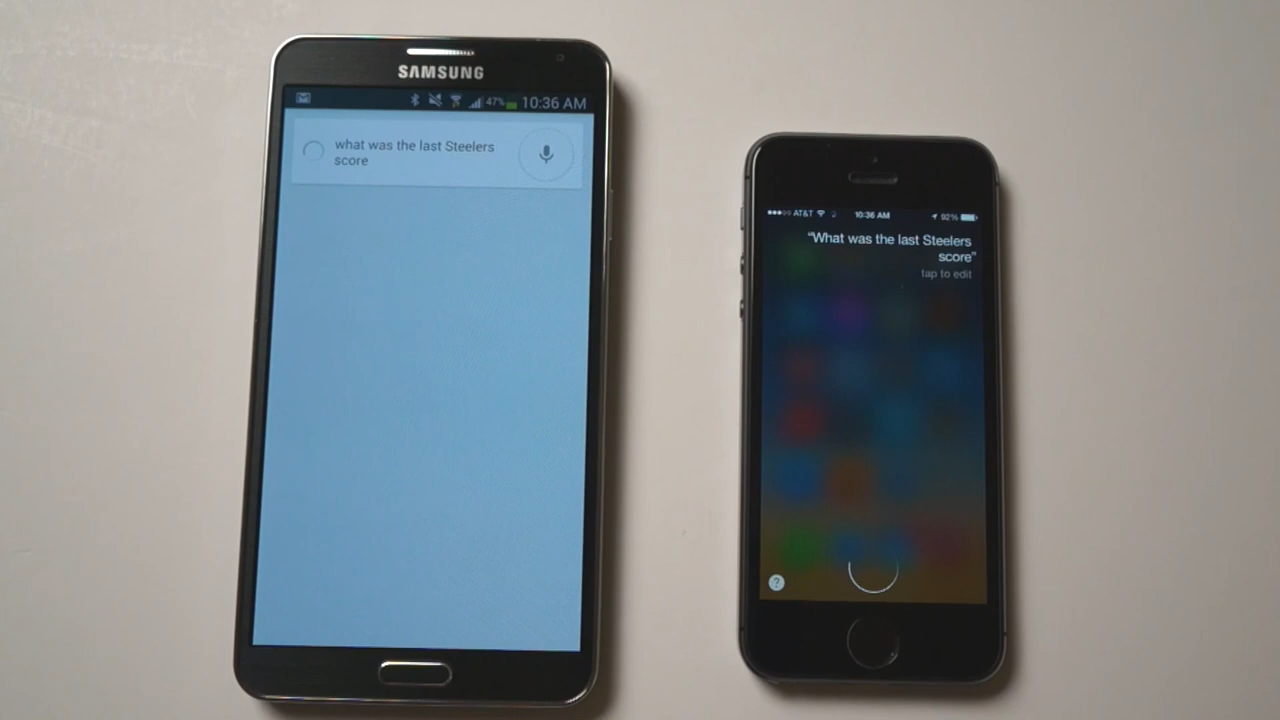 SAMSUNG
47% 10:36 AM
what was the last Steelers
score
AT&T 10:36 AM 92%
“What was the last Steelers
score”
tap to edit
?